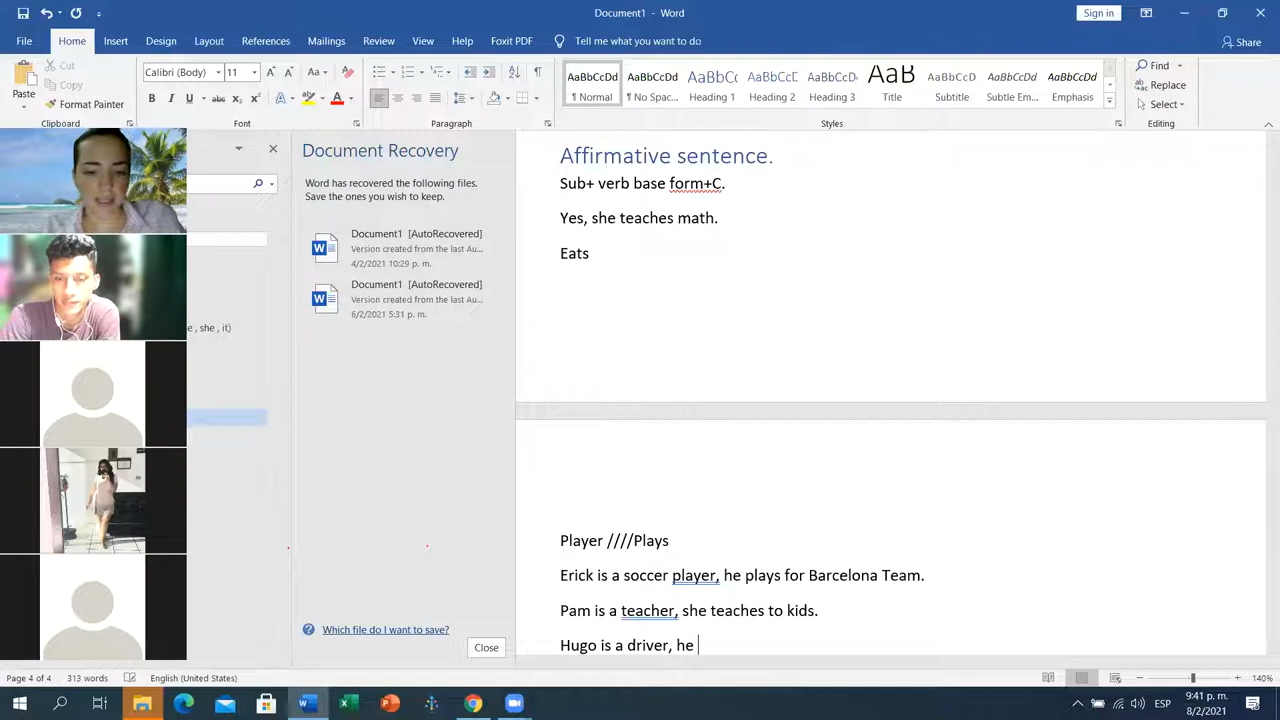 Document1 - Word
Sign in
File Home Insert Design Layout References Mailings Review View Help Foxit PDF Tell me what you want to do Share
Cut
Copy
Format Painter
Paste
Clipboard
Calibri (Body) 11
Font
Paragraph
AaBbCcDd AaBbCcDd AaBbC( AaBbCcE AaBbCcD AaB AaBbCcD AaBbCcDd AaBbCcDd
¶ Normal ¶ No Spac... Heading 1 Heading 2 Heading 3 Title Subtitle Subtle Em... Emphasis
Styles
Find
Replace
Select
Editing
e , she , it)
Document Recovery
Word has recovered the following files.
Save the ones you wish to keep.
Document1 [AutoRecovered]
Version created from the last Au...
4/2/2021 10:29 p. m.
Document1 [AutoRecovered]
Version created from the last Au...
6/2/2021 5:31 p. m.
Which file do I want to save?
Close
Affirmative sentence.
Sub+ verb base form+C.
Yes, she teaches math.
Eats
Player ////Plays
Erick is a soccer player, he plays for Barcelona Team.
Pam is a teacher, she teaches to kids.
Hugo is a driver, he
Page 4 of 4 313 words English (United States) 140%
ESP
9:41 p. m.
8/2/2021